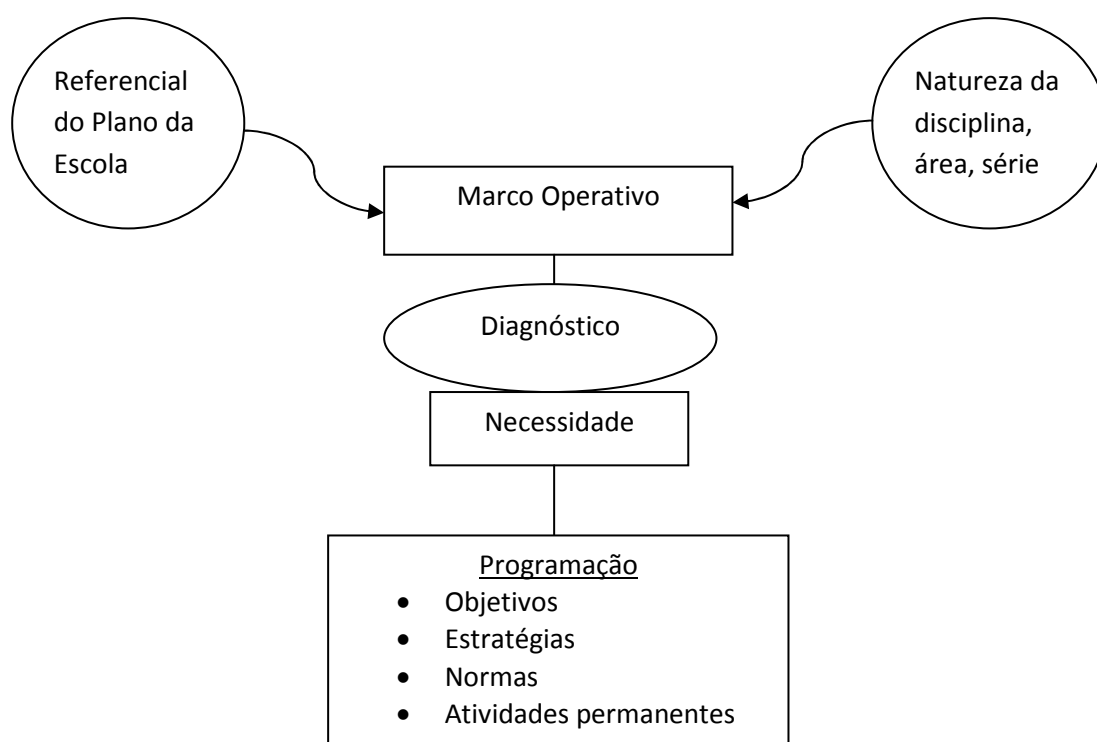 Referencial
do Plano da
Escola
Natureza da
disciplina,
área, série
Marco Operativo
Diagnóstico
Necessidade
Programação
• Objetivos
• Estratégias
• Normas
• Atividades permanentes